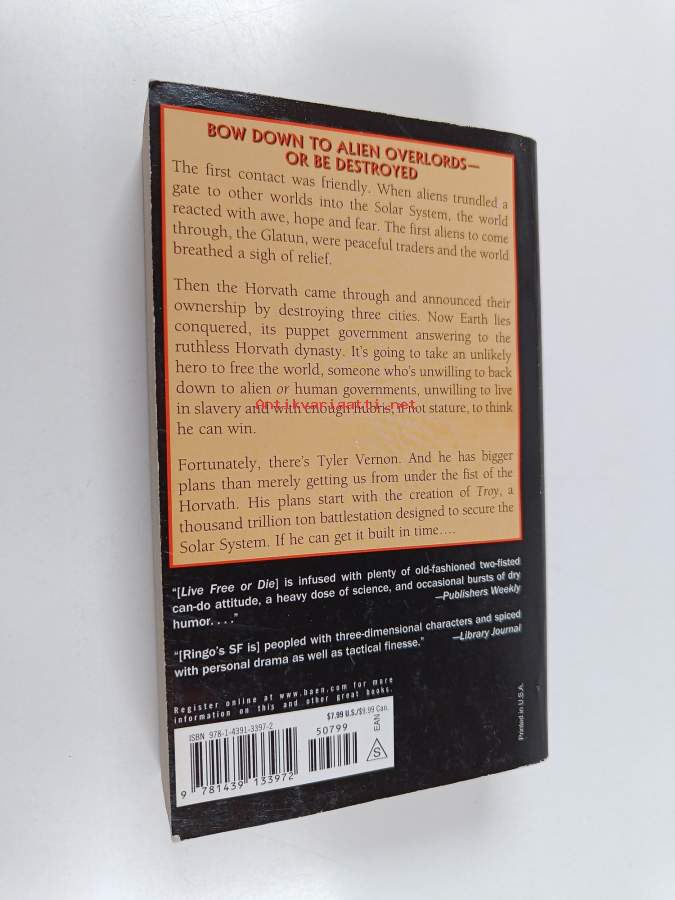 BOW DOWN TO ALIEN OVERLORDS—
OR BE DESTROYED
The first contact was friendly. When aliens trundled a
gate to other worlds into the Solar System, the world
reacted with awe, hope and fear. The first aliens to come
through, the Glatun, were peaceful traders and the world
breathed a sigh of relief.
Then the Horvath came through and announced their
ownership by destroying three cities. Now Earth lies
conquered, its puppet government answering to the
ruthless Horvath dynasty. It's going to take an unlikely
hero to free the world, someone who's unwilling to back
down to alien or human governments, unwilling to live
in slavery and with enough hubris, if not stature, to think
he can win.
Antikvariaatti.net
Fortunately, there's Tyler Vernon. And he has bigger
plans than merely getting us from under the fist of the
Horvath. His plans start with the creation of Troy, a
thousand trillion ton battlestation designed to secure the
Solar System. If he can get it built in time....
"[Live Free or Die] is infused with plenty of old-fashioned two-fisted
can-do attitude, a heavy dose of science, and occasional bursts of dry
humor. . . ."
—Publishers Weekly
"[Ringo's SF is] peopled with three-dimensional characters and spiced
with personal drama as well as tactical finesse."
—Library Journal
Register online at www.baen.com for more
information on this and other great books.
ISBN 978-1-4391-3397-2
$7.99 U.S./$9.99 Can.
50799
EAN
S
9 781439 133972
Printed in U.S.A.